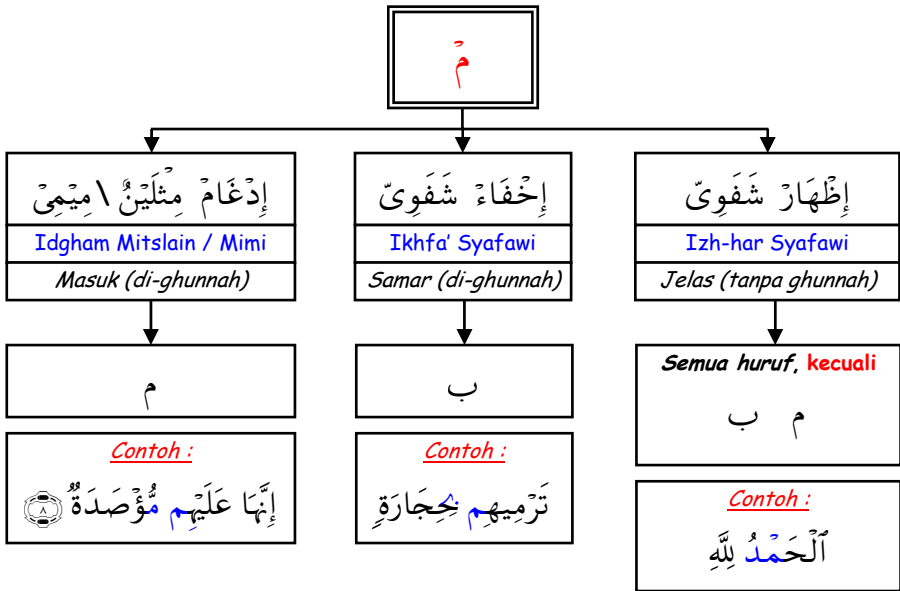 مْ
إِدْغَامْ مِثْلَيْنٌ \ مِيْمِىْ
Idgham Mitslain / Mimi
Masuk (di-ghunnah)
م
Contoh :
إِنَّهَا عَلَيْهِم مُّؤْصَدَةٌ ٨
إِخْفَاءْ شَفَوِىّ
Ikhfa' Syafawi
Samar (di-ghunnah)
ب
Contoh :
تَرْمِيهِم بِحِجَارَةٍ
إِظْهَارْ شَفَوِىّ
Izh-har Syafawi
Jelas (tanpa ghunnah)
Semua huruf, kecuali
م ب
Contoh :
ٱلْحَمْدُ لِلَّهِ